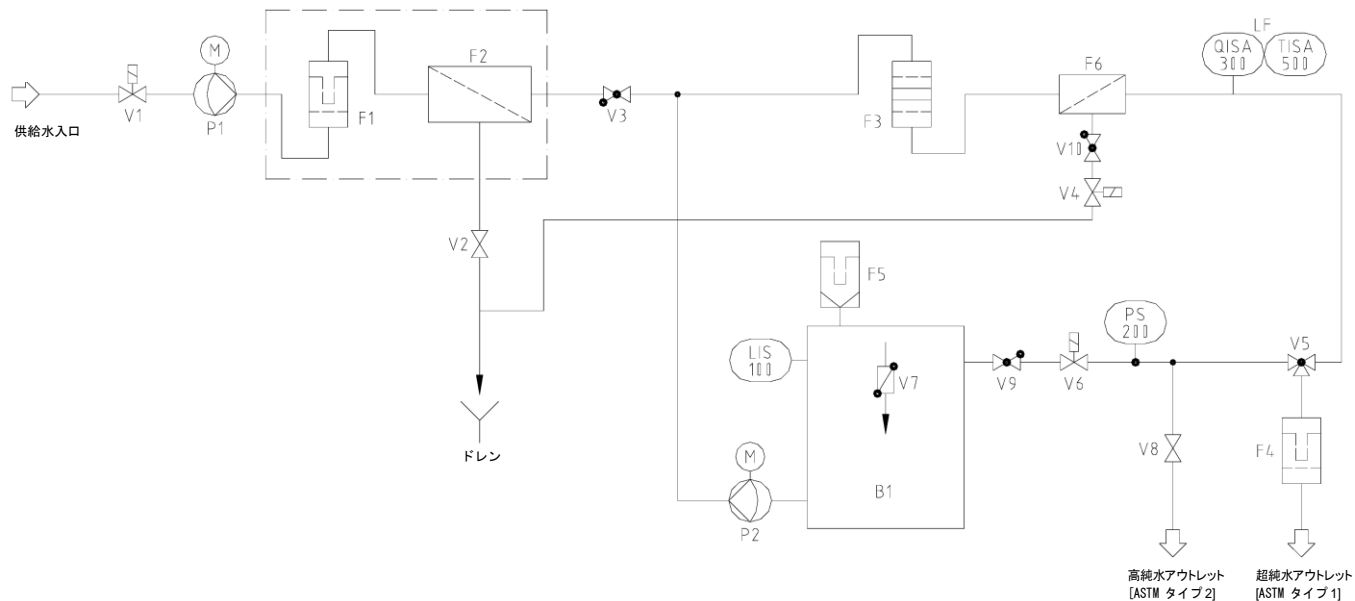 LF
QISA
300
TISA
500
M
F2
F6
F1
V3
F3
V1
P1
供給水入口
V10
V4
V2
F5
PS
200
LIS
100
V5
V7
V9
V6
ドレン
M
V8
F4
B1
P2
高純水アウトレット
[ASTM タイプ2]
超純水アウトレット
[ASTM タイプ1]